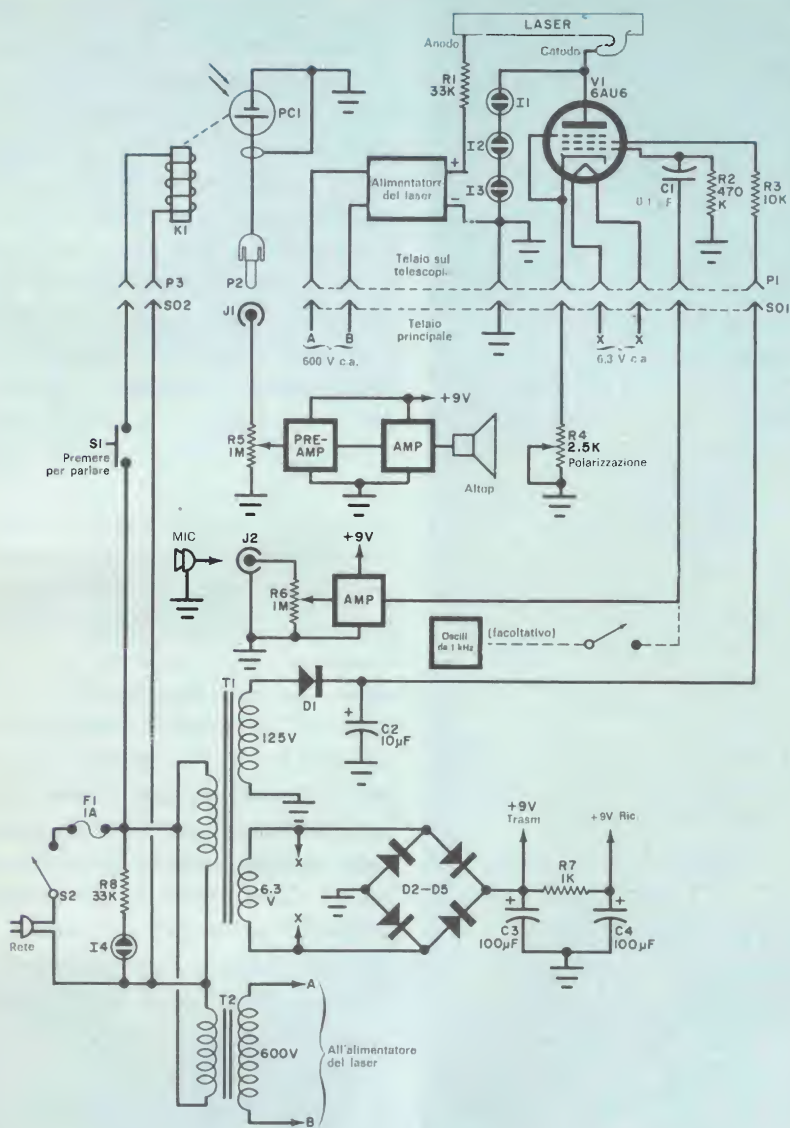 LASER
Anodo
Catodo
R1
33K
V1
6AU6
PC1
I1
I2
I3
+
−
Alimentatore
del laser
K1
C1
0.1 µF
R2
470
K
R3
10K
Telaio sul
telescopi
P3
SO2
P2
J1
P1
SO1
Telaio
principale
A
B
600 V c.a.
X
X
6.3 V c.a.
S1
Premere
per parlare
R5
1M
PRE-
AMP
AMP
+9V
Altop
R4
2.5K
Polarizzazione
MIC
J2
R6
1M
+9V
AMP
Oscill
da 1 kHz
(facoltativo)
T1
125V
D1
+
C2
10µF
F1
1A
S2
Rete
R8
33K
I4
6.3
V
X
X
D2–D5
+9V
Trasm
+9V Ric
R7
1K
+
C3
100µF
+
C4
100µF
T2
600V
A
B
All'alimentatore
del laser